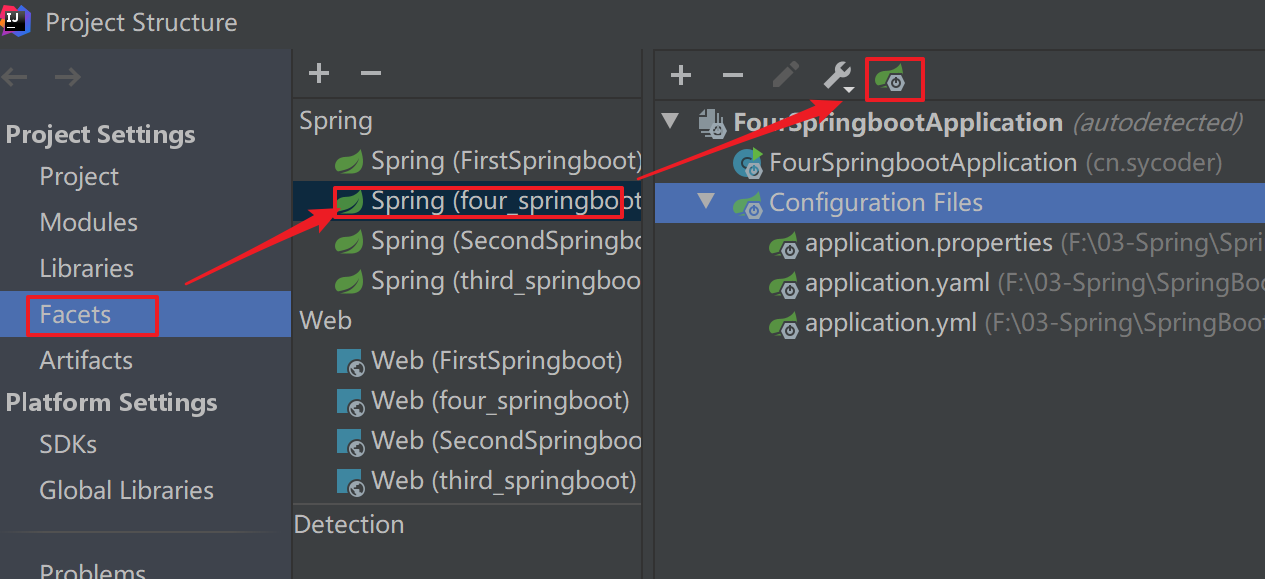 Project Structure
Project Settings
Project
Modules
Libraries
Facets
Artifacts
Platform Settings
SDKs
Global Libraries
Problems
Spring
Spring (FirstSpringboot)
Spring (four_springboot
Spring (SecondSpringbo
Spring (third_springboo
Web
Web (FirstSpringboot)
Web (four_springboot)
Web (SecondSpringboo
Web (third_springboot)
Detection
FourSpringbootApplication (autodetected)
FourSpringbootApplication (cn.sycoder)
Configuration Files
application.properties (F:\03-Spring\Spri
application.yaml (F:\03-Spring\SpringBoo
application.yml (F:\03-Spring\SpringBoot